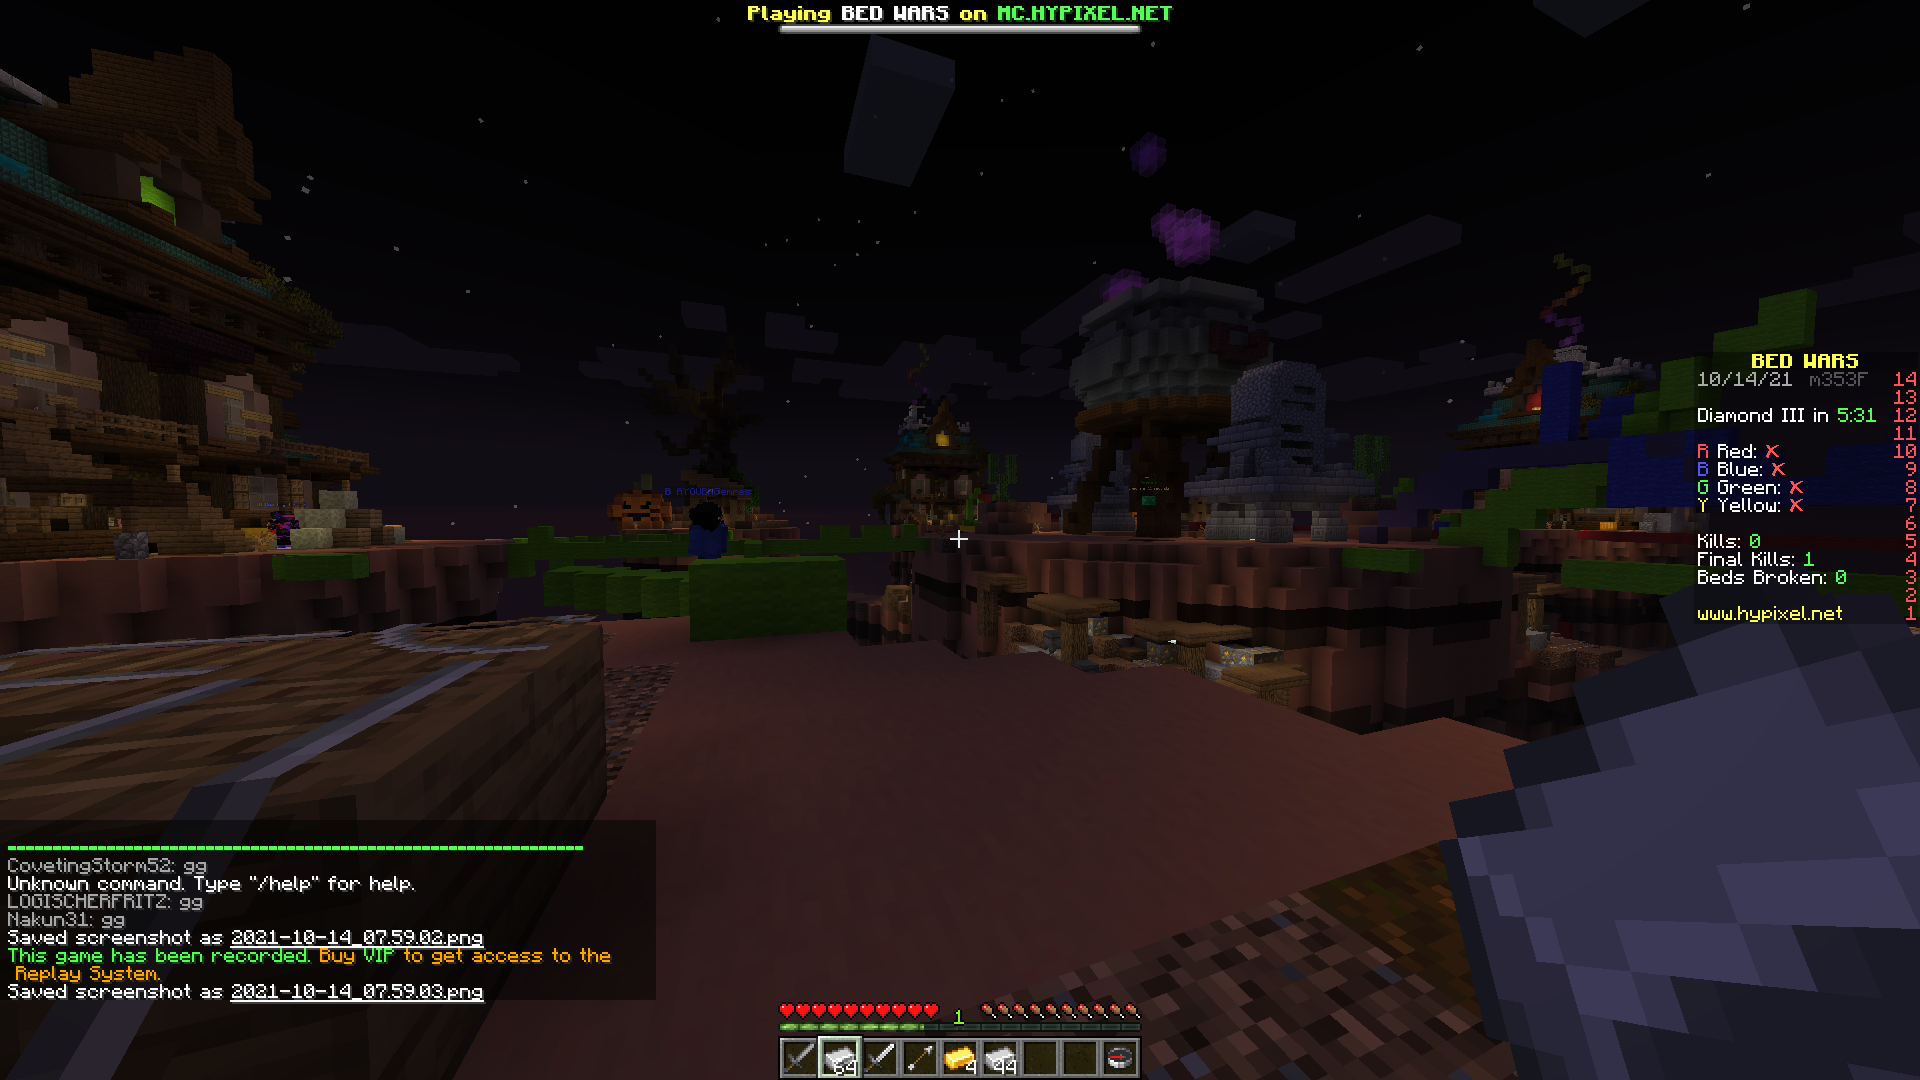 Playing BED WARS on MC.HYPIXEL.NET
BED WARS
10/14/21 m353F 14
13
Diamond III in 5:31 12
11
R Red: ✗ 10
B Blue: ✗ 9
G Green: ✗ 8
Y Yellow: ✗ 7
6
Kills: 0 5
Final Kills: 1 4
Beds Broken: 0 3
2
www.hypixel.net 1
CovetingStorm52: gg
Unknown command. Type "/help" for help.
LOGISCHERFRITZ: gg
Nakun31: gg
Saved screenshot as 2021-10-14_07.59.02.png
This game has been recorded. Buy VIP to get access to the
Replay System.
Saved screenshot as 2021-10-14_07.59.03.png
1
64 4 44